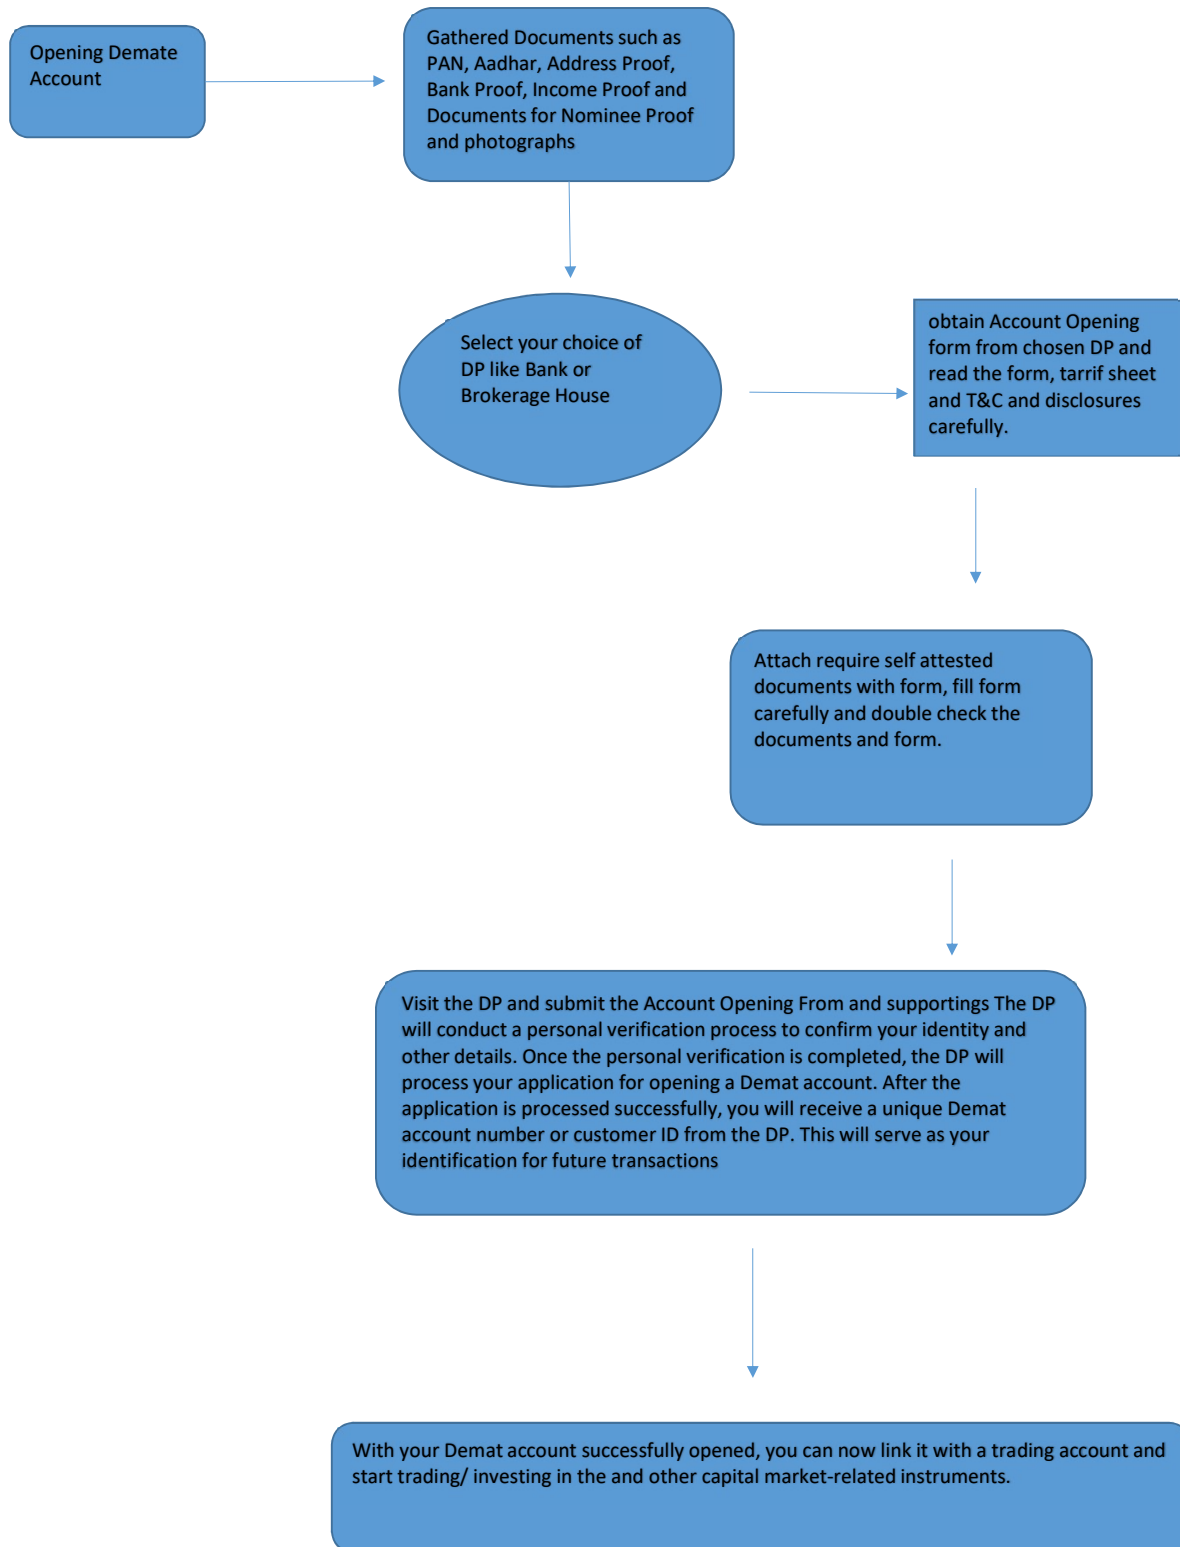 Opening Demate
Account
Gathered Documents such as
PAN, Aadhar, Address Proof,
Bank Proof, Income Proof and
Documents for Nominee Proof
and photographs
Select your choice of
DP like Bank or
Brokerage House
obtain Account Opening
form from chosen DP and
read the form, tarrif sheet
and T&C and disclosures
carefully.
Attach require self attested
documents with form, fill form
carefully and double check the
documents and form.
Visit the DP and submit the Account Opening From and supportings The DP
will conduct a personal verification process to confirm your identity and
other details. Once the personal verification is completed, the DP will
process your application for opening a Demat account. After the
application is processed successfully, you will receive a unique Demat
account number or customer ID from the DP. This will serve as your
identification for future transactions
With your Demat account successfully opened, you can now link it with a trading account and
start trading/ investing in the and other capital market-related instruments.